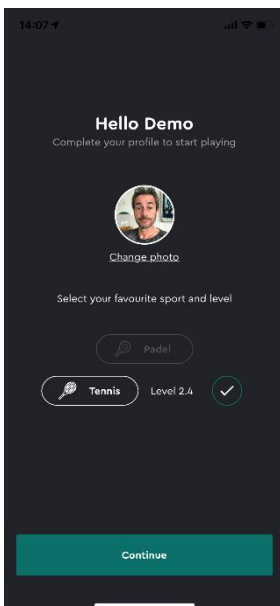 14:07
Hello Demo
Complete your profile to start playing
Change photo
Select your favourite sport and level
Padel
Tennis Level 2.4
Continue